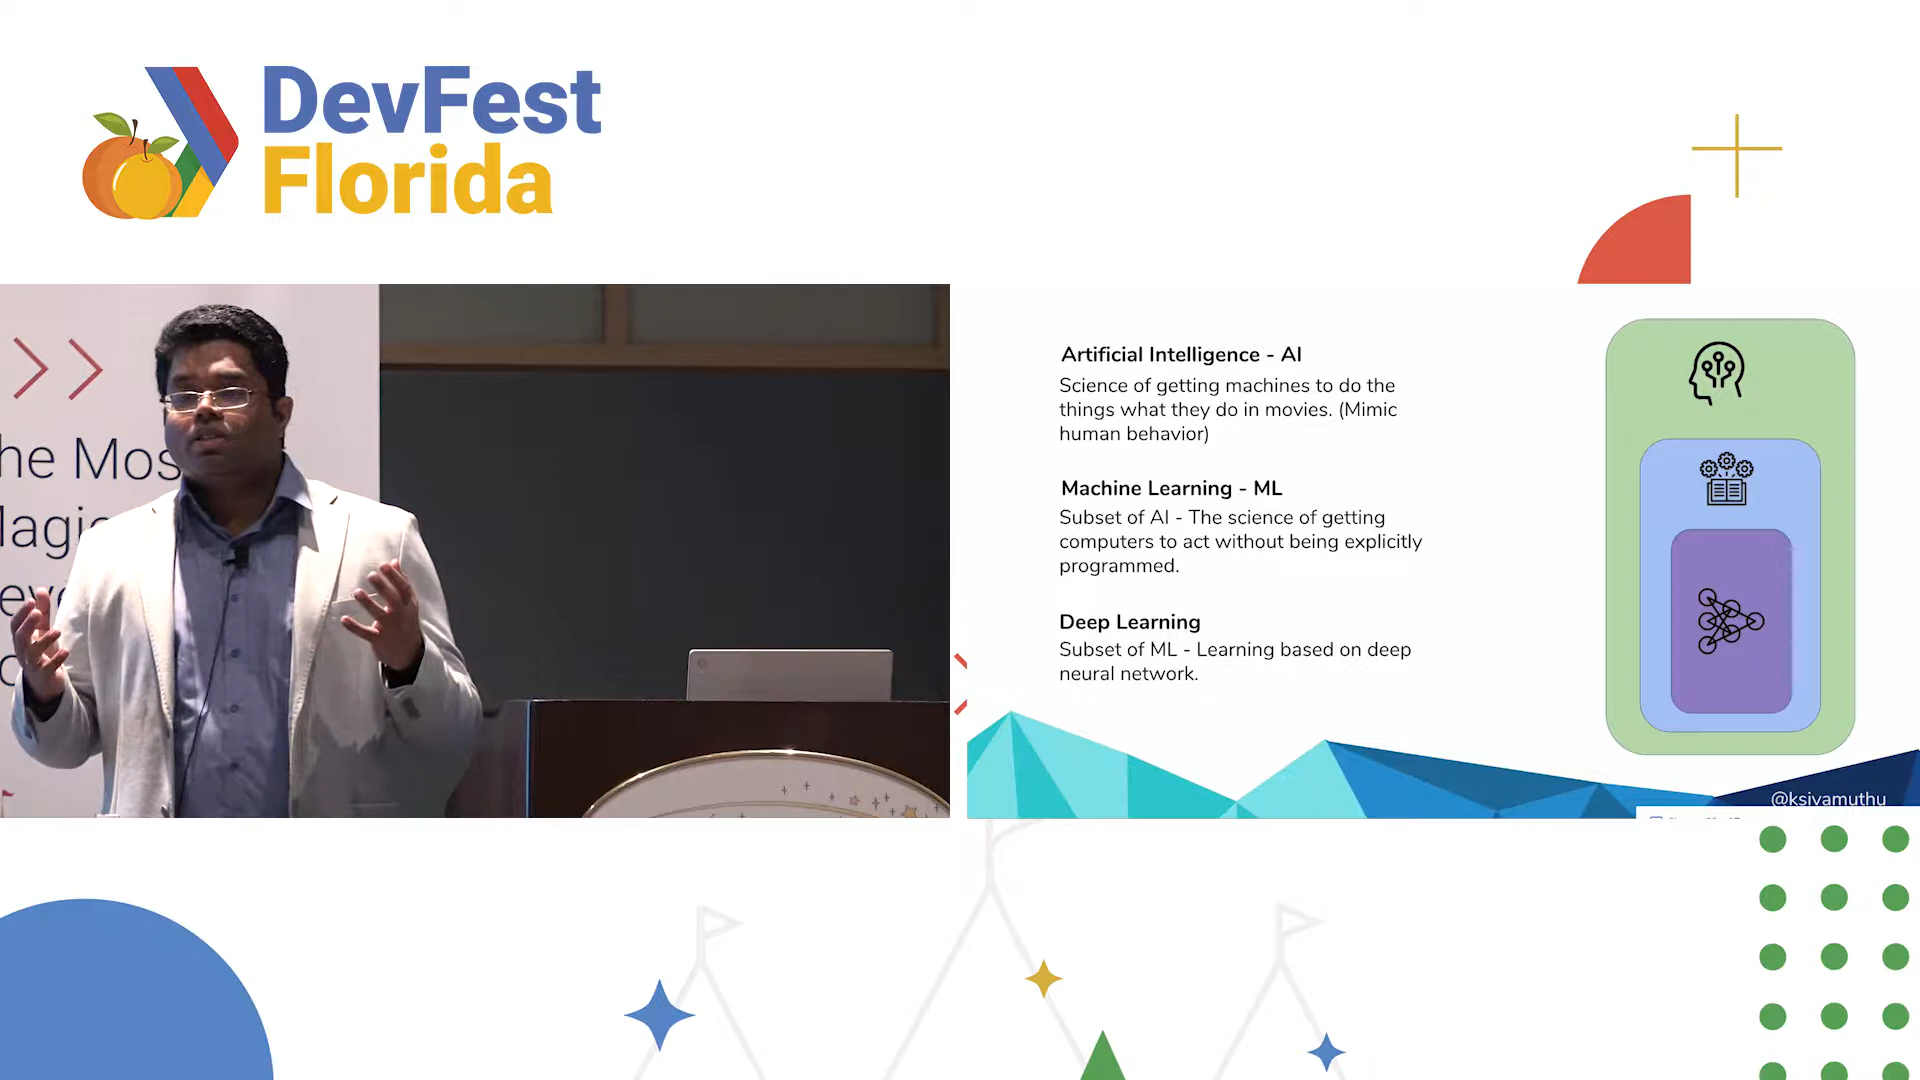 DevFest
Florida
he Mos
Magic
eve
Artificial Intelligence - AI
Science of getting machines to do the
things what they do in movies. (Mimic
human behavior)
Machine Learning - ML
Subset of AI - The science of getting
computers to act without being explicitly
programmed.
Deep Learning
Subset of ML - Learning based on deep
neural network.
@ksivamuthu